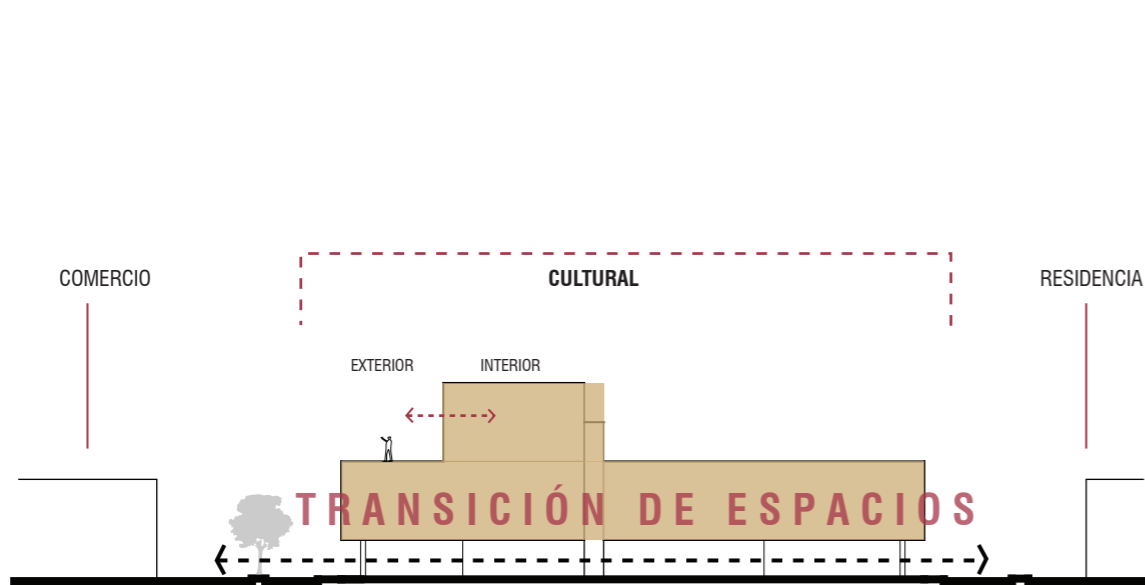 COMERCIO
CULTURAL
RESIDENCIA
EXTERIOR
INTERIOR
TRANSICIÓN DE ESPACIOS